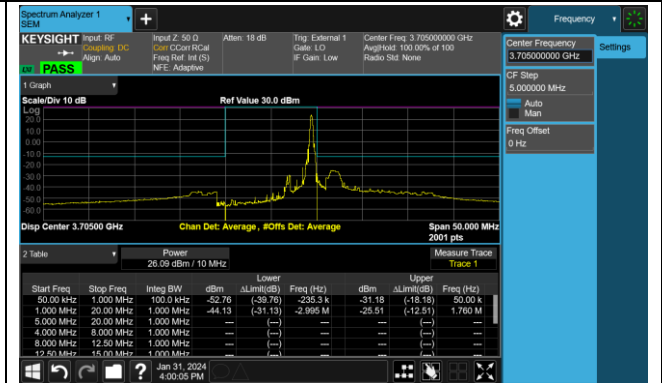 Spectrum Analyzer 1
SEM
Frequency
KEYSIGHT
Input: RF
Coupling: DC
Align: Auto
Input Z: 50 Ω
Corr CCorr RCal
Freq Ref: Int (S)
NFE: Adaptive
Atten: 18 dB
Trig: External 1
Gate: LO
IF Gain: Low
Center Freq: 3.705000000 GHz
Avg|Hold: 100.00% of 100
Radio Std: None
PASS
Center Frequency
3.705000000 GHz
Settings
CF Step
5.000000 MHz
Auto
Man
Freq Offset
0 Hz
1 Graph
Scale/Div 10 dB
Ref Value 30.0 dBm
Log
20.0
10.0
0.00
-10.0
-20.0
-30.0
-40.0
-50.0
-60.0
Disp Center 3.70500 GHz
Chan Det: Average, #Offs Det: Average
Span 50.000 MHz
2001 pts
2 Table
Power
26.09 dBm / 10 MHz
Measure Trace
Trace 1
Lower Upper
Start Freq Stop Freq Integ BW dBm ΔLimit(dB) Freq (Hz) dBm ΔLimit(dB) Freq (Hz)
50.00 kHz 1.000 MHz 100.0 kHz -52.76 (-39.76) -235.3 k -31.18 (-18.18) 50.00 k
1.000 MHz 20.00 MHz 1.000 MHz -44.13 (-31.13) -2.995 M -25.51 (-12.51) 1.760 M
5.000 MHz 20.00 MHz 1.000 MHz --- (---) --- --- (---) ---
4.000 MHz 8.000 MHz 1.000 MHz --- (---) --- --- (---) ---
8.000 MHz 12.50 MHz 1.000 MHz --- (---) --- --- (---) ---
12.50 MHz 15.00 MHz 1.000 MHz --- (---) --- --- (---) ---
Jan 31, 2024
4:00:05 PM